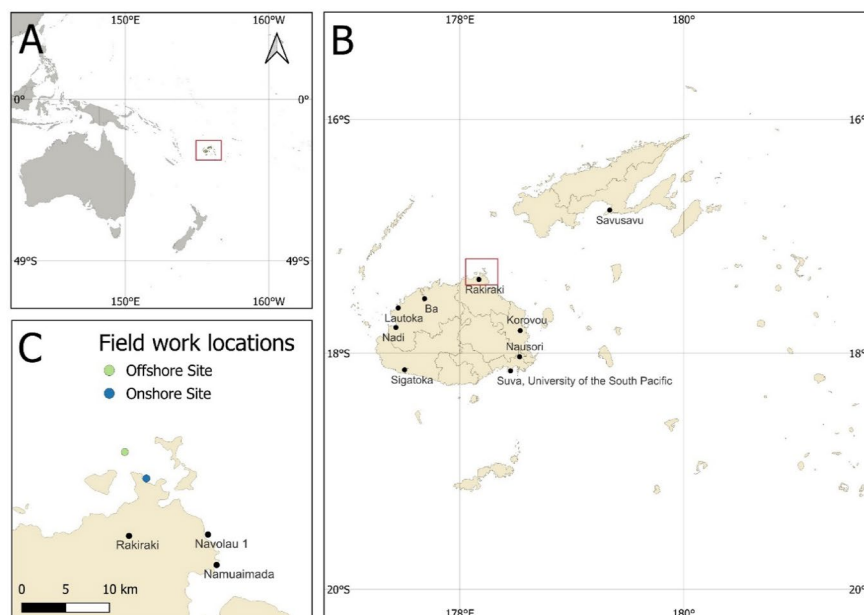 A
150°E
160°W
0°
0°
49°S
49°S
150°E
160°W
B
178°E
180°
16°S
16°S
Savusavu
Rakiraki
Ba
Lautoka
Nadi
Korovou
Nausori
18°S
18°S
Sigatoka
Suva, University of the South Pacific
20°S
20°S
178°E
180°
C
Field work locations
Offshore Site
Onshore Site
Rakiraki
Navolau 1
Namuaimada
0 5 10 km